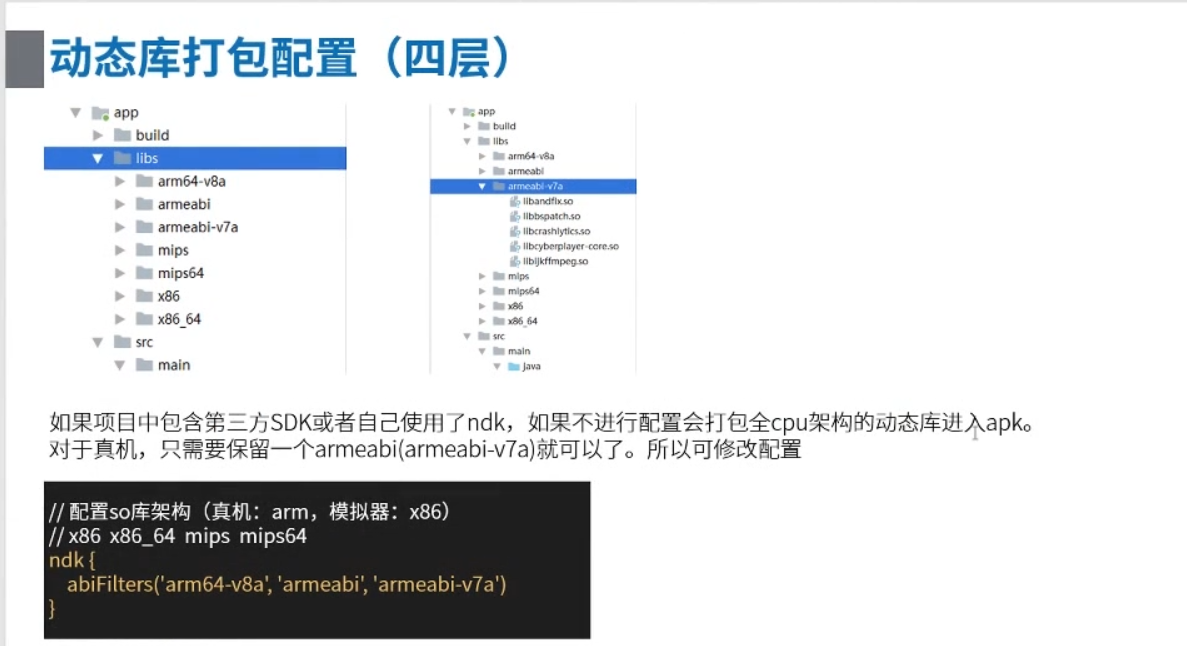 动态库打包配置（四层）
app
build
libs
arm64-v8a
armeabi
armeabi-v7a
mips
mips64
x86
x86_64
src
main
app
build
libs
arm64-v8a
armeabi
armeabi-v7a
libandfix.so
libbspatch.so
libcrashlytics.so
libcyberplayer-core.so
libijkffmpeg.so
mips
mips64
x86
x86_64
src
main
java
如果项目中包含第三方SDK或者自己使用了ndk，如果不进行配置会打包全cpu架构的动态库进入apk。
对于真机，只需要保留一个armeabi(armeabi-v7a)就可以了。所以可修改配置
// 配置so库架构（真机：arm，模拟器：x86）
// x86 x86_64 mips mips64
ndk {
abiFilters('arm64-v8a', 'armeabi', 'armeabi-v7a')
}